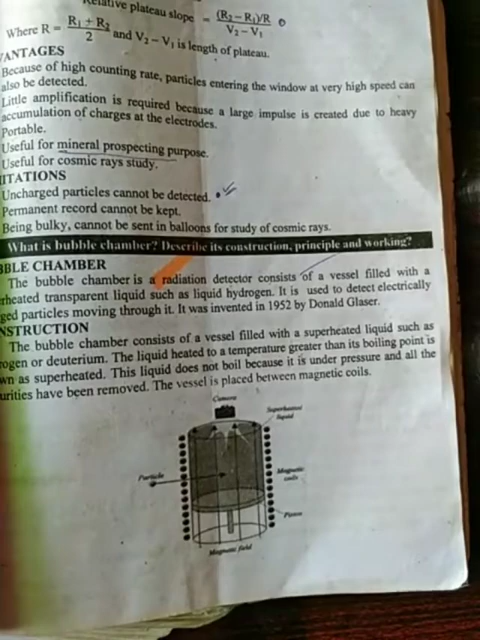 Relative plateau slope = (R₂ – R₁)/R / V₂ – V₁
Where R = R₁ + R₂ / 2 and V₂ – V₁ is length of plateau.
VANTAGES
Because of high counting rate, particles entering the window at very high speed can
also be detected.
Little amplification is required because a large impulse is created due to heavy
accumulation of charges at the electrodes.
Portable.
Useful for mineral prospecting purpose.
Useful for cosmic rays study.
ITATIONS
Uncharged particles cannot be detected.
Permanent record cannot be kept.
Being bulky, cannot be sent in balloons for study of cosmic rays.
What is bubble chamber? Describe its construction, principle and working?
BBLE CHAMBER
The bubble chamber is a radiation detector consists of a vessel filled with a
rheated transparent liquid such as liquid hydrogen. It is used to detect electrically
ged particles moving through it. It was invented in 1952 by Donald Glaser.
NSTRUCTION
The bubble chamber consists of a vessel filled with a superheated liquid such as
rogen or deuterium. The liquid heated to a temperature greater than its boiling point is
wn as superheated. This liquid does not boil because it is under pressure and all the
urities have been removed. The vessel is placed between magnetic coils.
Camera
Superheated
liquid
Particle
Magnetic
coils
Piston
Magnetic field